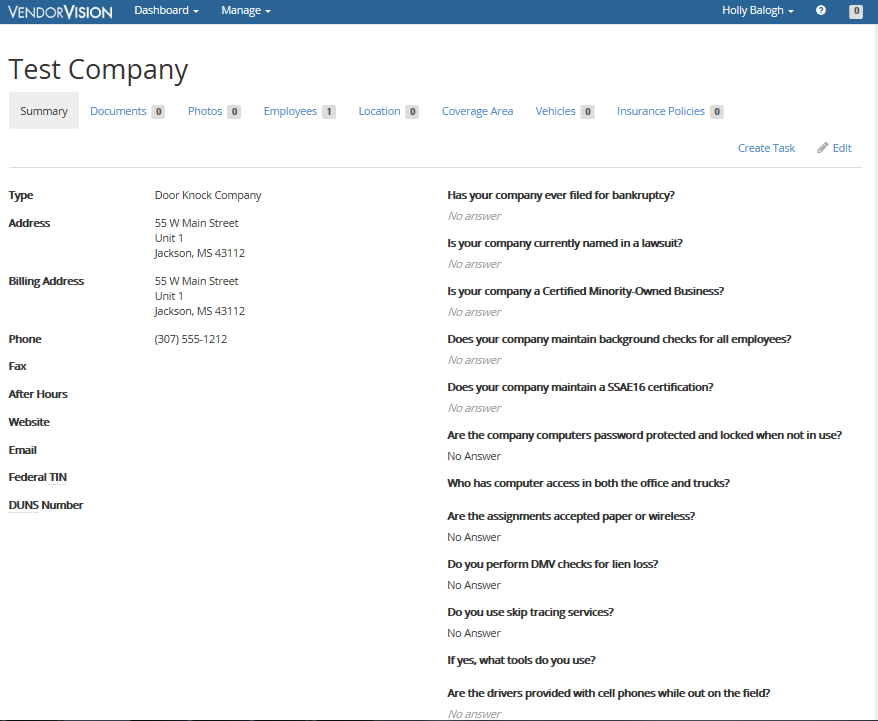 VENDORVISION Dashboard Manage Holly Balogh ? 0
Test Company
Summary Documents 0 Photos 0 Employees 1 Location 0 Coverage Area Vehicles 0 Insurance Policies 0
Create Task Edit
Type Door Knock Company
Address 55 W Main Street
Unit 1
Jackson, MS 43112
Billing Address 55 W Main Street
Unit 1
Jackson, MS 43112
Phone (307) 555-1212
Fax
After Hours
Website
Email
Federal TIN
DUNS Number
Has your company ever filed for bankruptcy?
No answer
Is your company currently named in a lawsuit?
No answer
Is your company a Certified Minority-Owned Business?
No answer
Does your company maintain background checks for all employees?
No answer
Does your company maintain a SSAE16 certification?
No answer
Are the company computers password protected and locked when not in use?
No Answer
Who has computer access in both the office and trucks?
Are the assignments accepted paper or wireless?
No Answer
Do you perform DMV checks for lien loss?
No Answer
Do you use skip tracing services?
No Answer
If yes, what tools do you use?
Are the drivers provided with cell phones while out on the field?
No answer